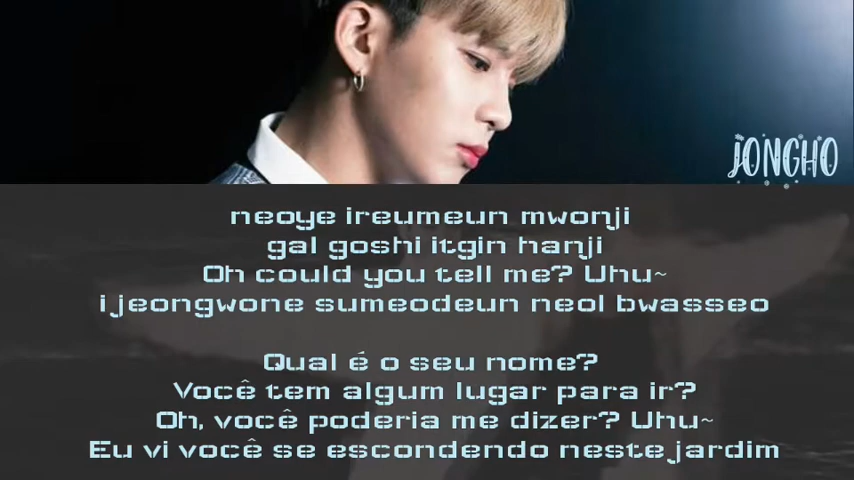 JONGHO
neoye ireumeun mwonji
gal goshi itgin hanji
Oh could you tell me? Uhu~
i jeongwone sumeodeun neol bwasseo
Qual é o seu nome?
Você tem algum lugar para ir?
Oh, você poderia me dizer? Uhu~
Eu vi você se escondendo neste jardim